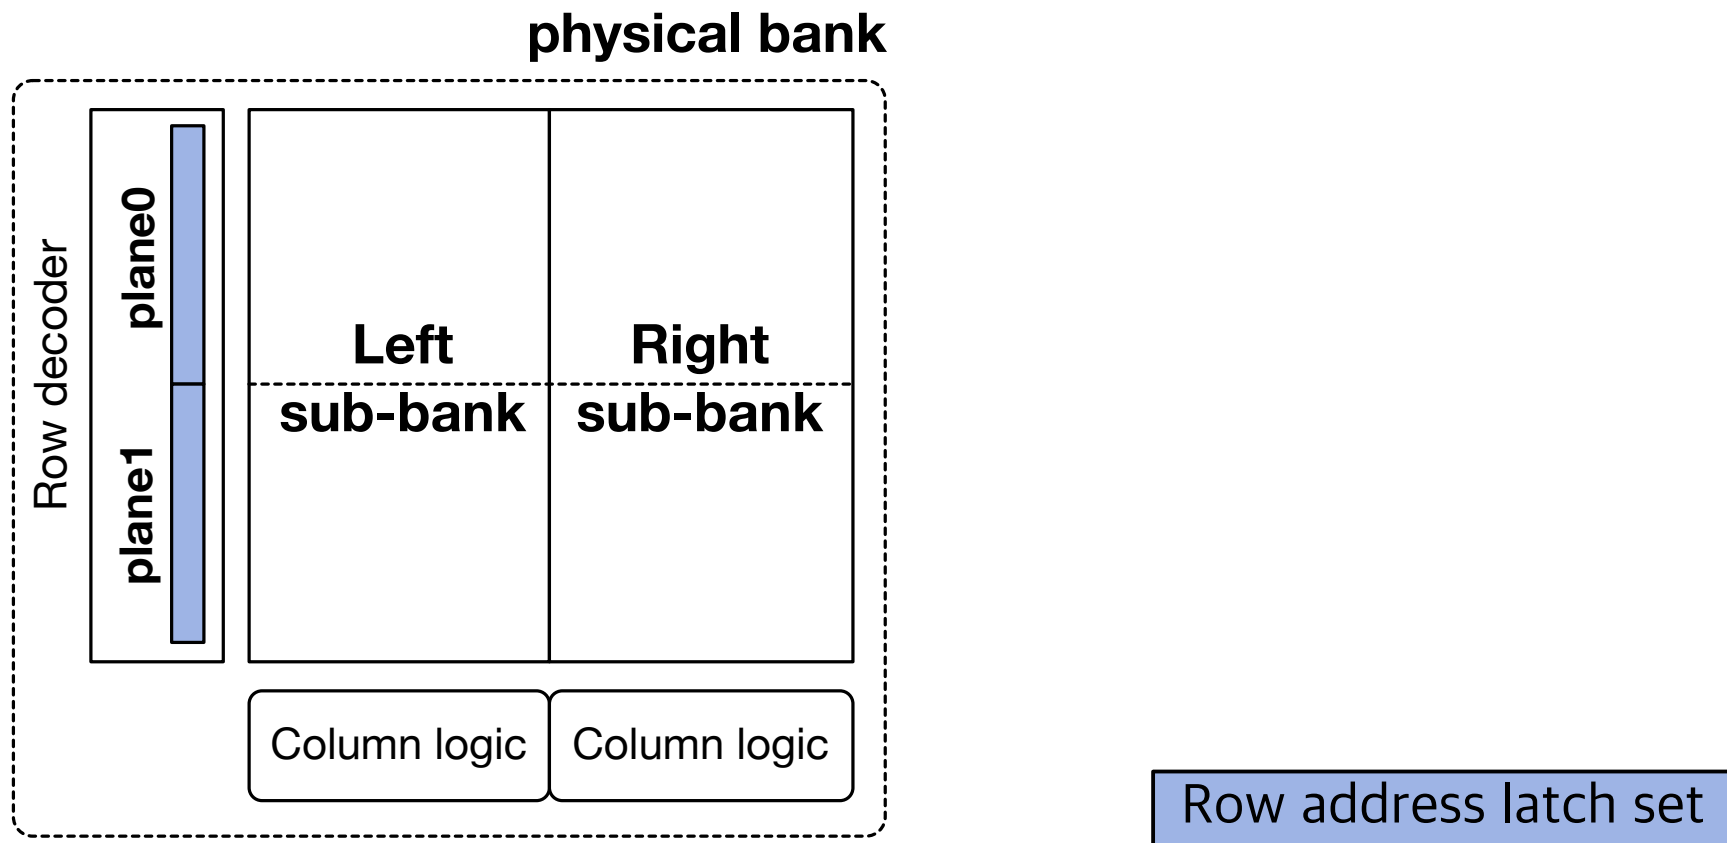 physical bank
Row decoder
plane0
plane1
Left
sub-bank
Right
sub-bank
Column logic
Column logic
Row address latch set